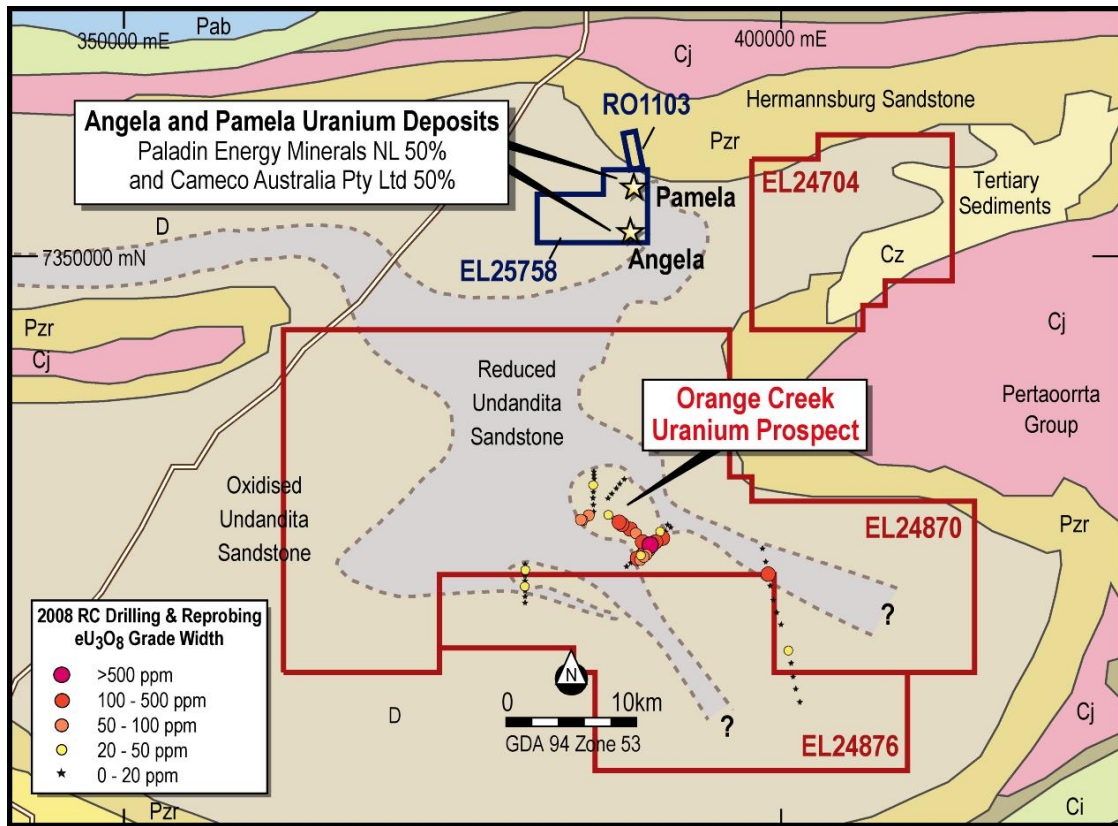 Pab
350000 mE
400000 mE
Cj
Hermannsburg Sandstone
RO1103
Pzr
Angela and Pamela Uranium Deposits
Paladin Energy Minerals NL 50%
and Cameco Australia Pty Ltd 50%
EL24704
Pamela
Tertiary
Sediments
D
7350000 mN
Angela
EL25758
Cz
Pzr
Cj
Cj
Reduced
Undandita
Sandstone
Orange Creek
Uranium Prospect
Pertaoorrta
Group
Oxidised
Undandita
Sandstone
EL24870
Pzr
2008 RC Drilling & Reprobing
eU3O8 Grade Width
>500 ppm
100 - 500 ppm
50 - 100 ppm
20 - 50 ppm
0 - 20 ppm
?
N
0 10km
GDA 94 Zone 53
D
?
EL24876
Cj
Pzr
Ci